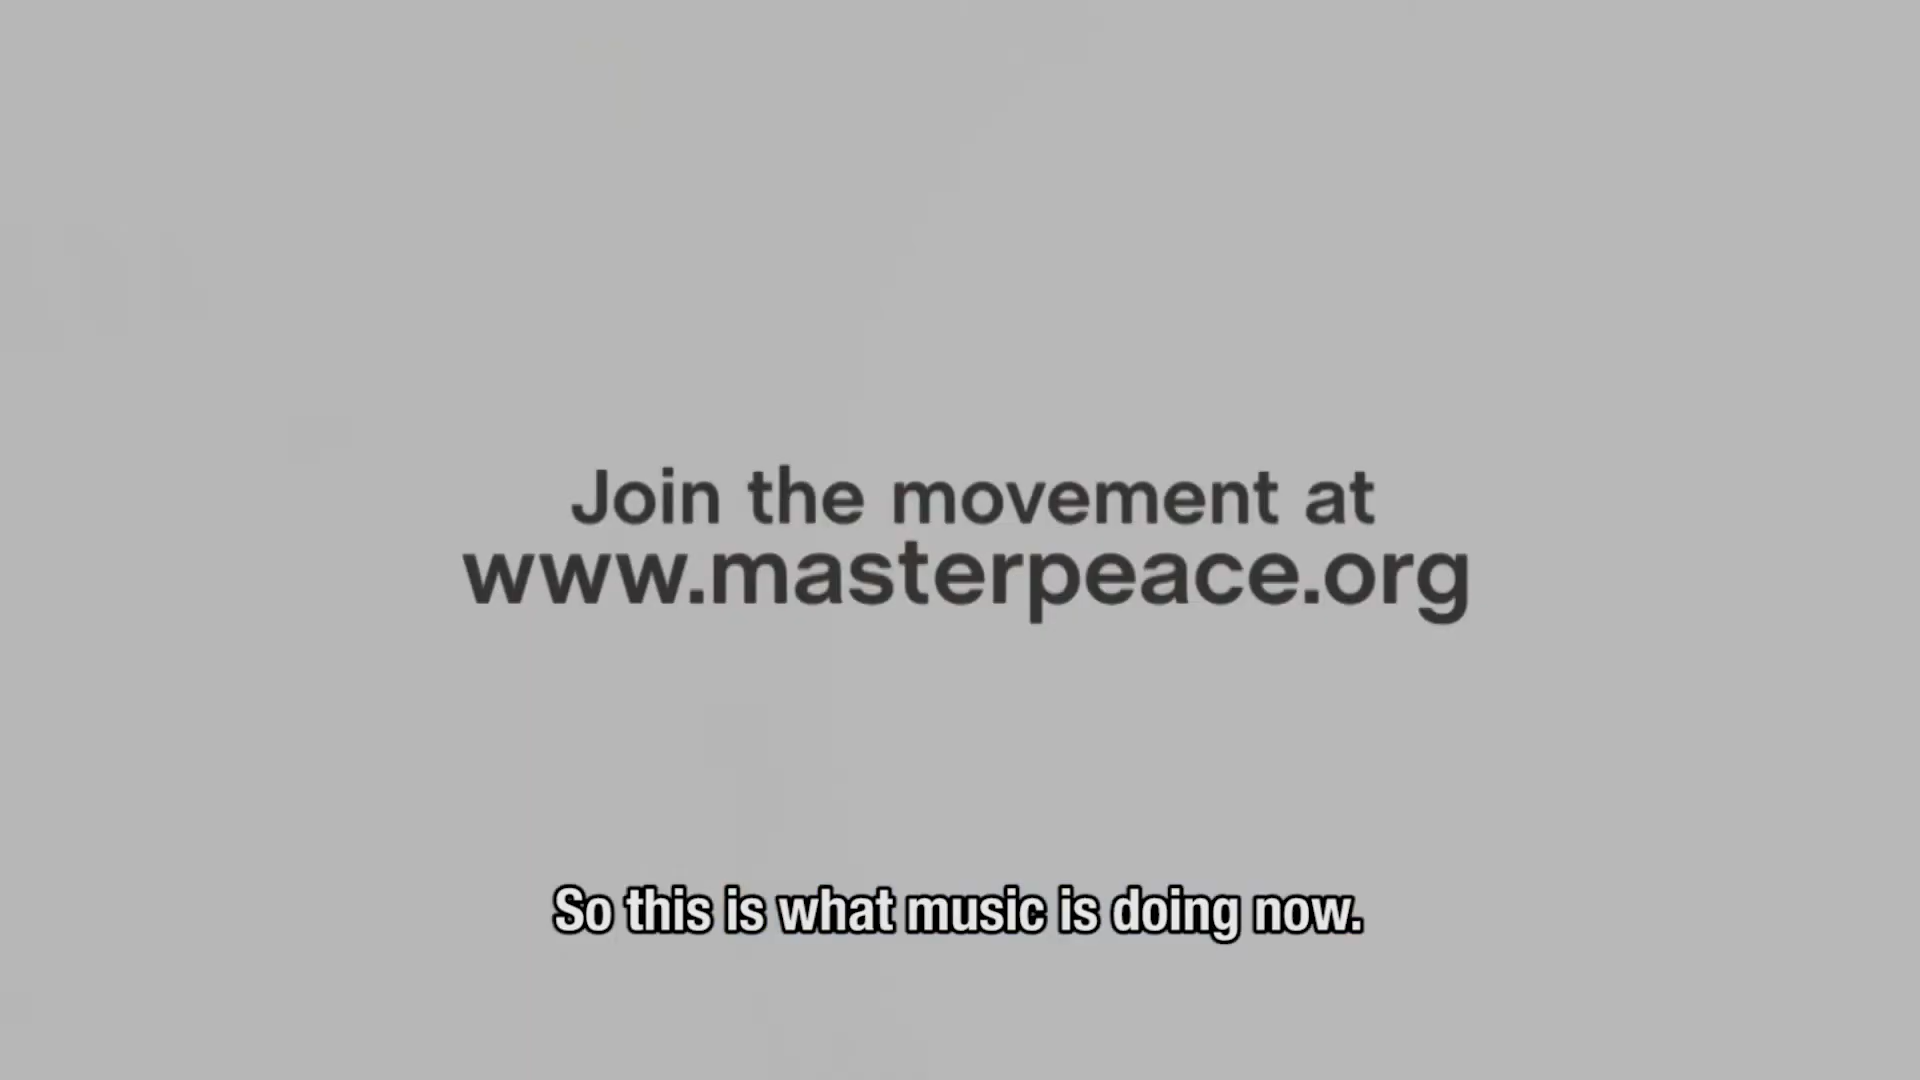 Join the movement at
www.masterpeace.org
So this is what music is doing now.